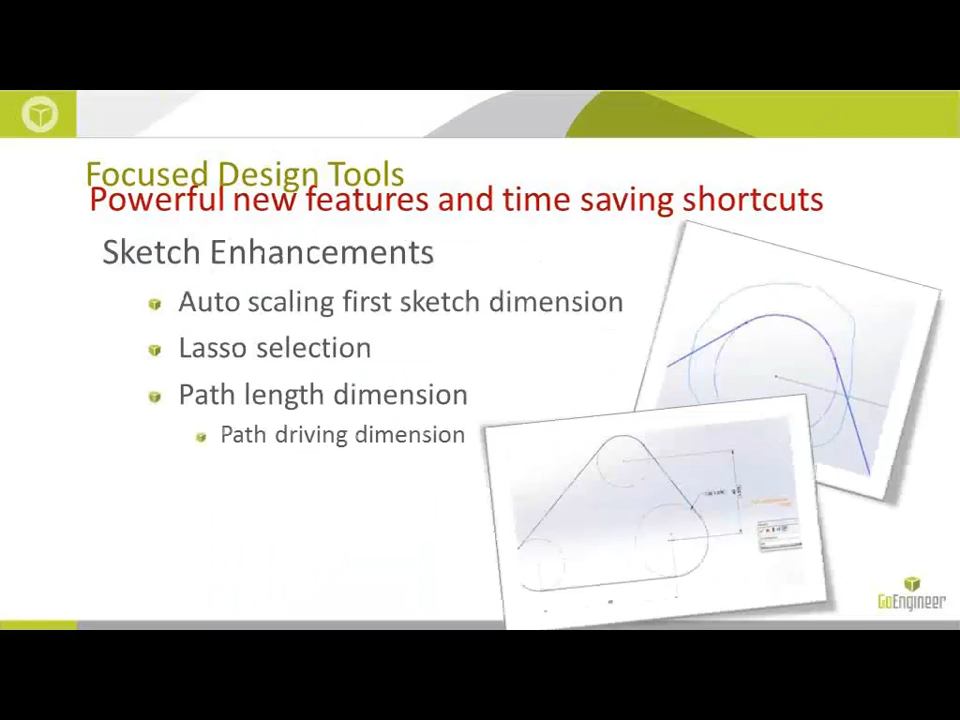 Focused Design Tools
Powerful new features and time saving shortcuts
Sketch Enhancements
Auto scaling first sketch dimension
Lasso selection
Path length dimension
Path driving dimension
GoEngineer